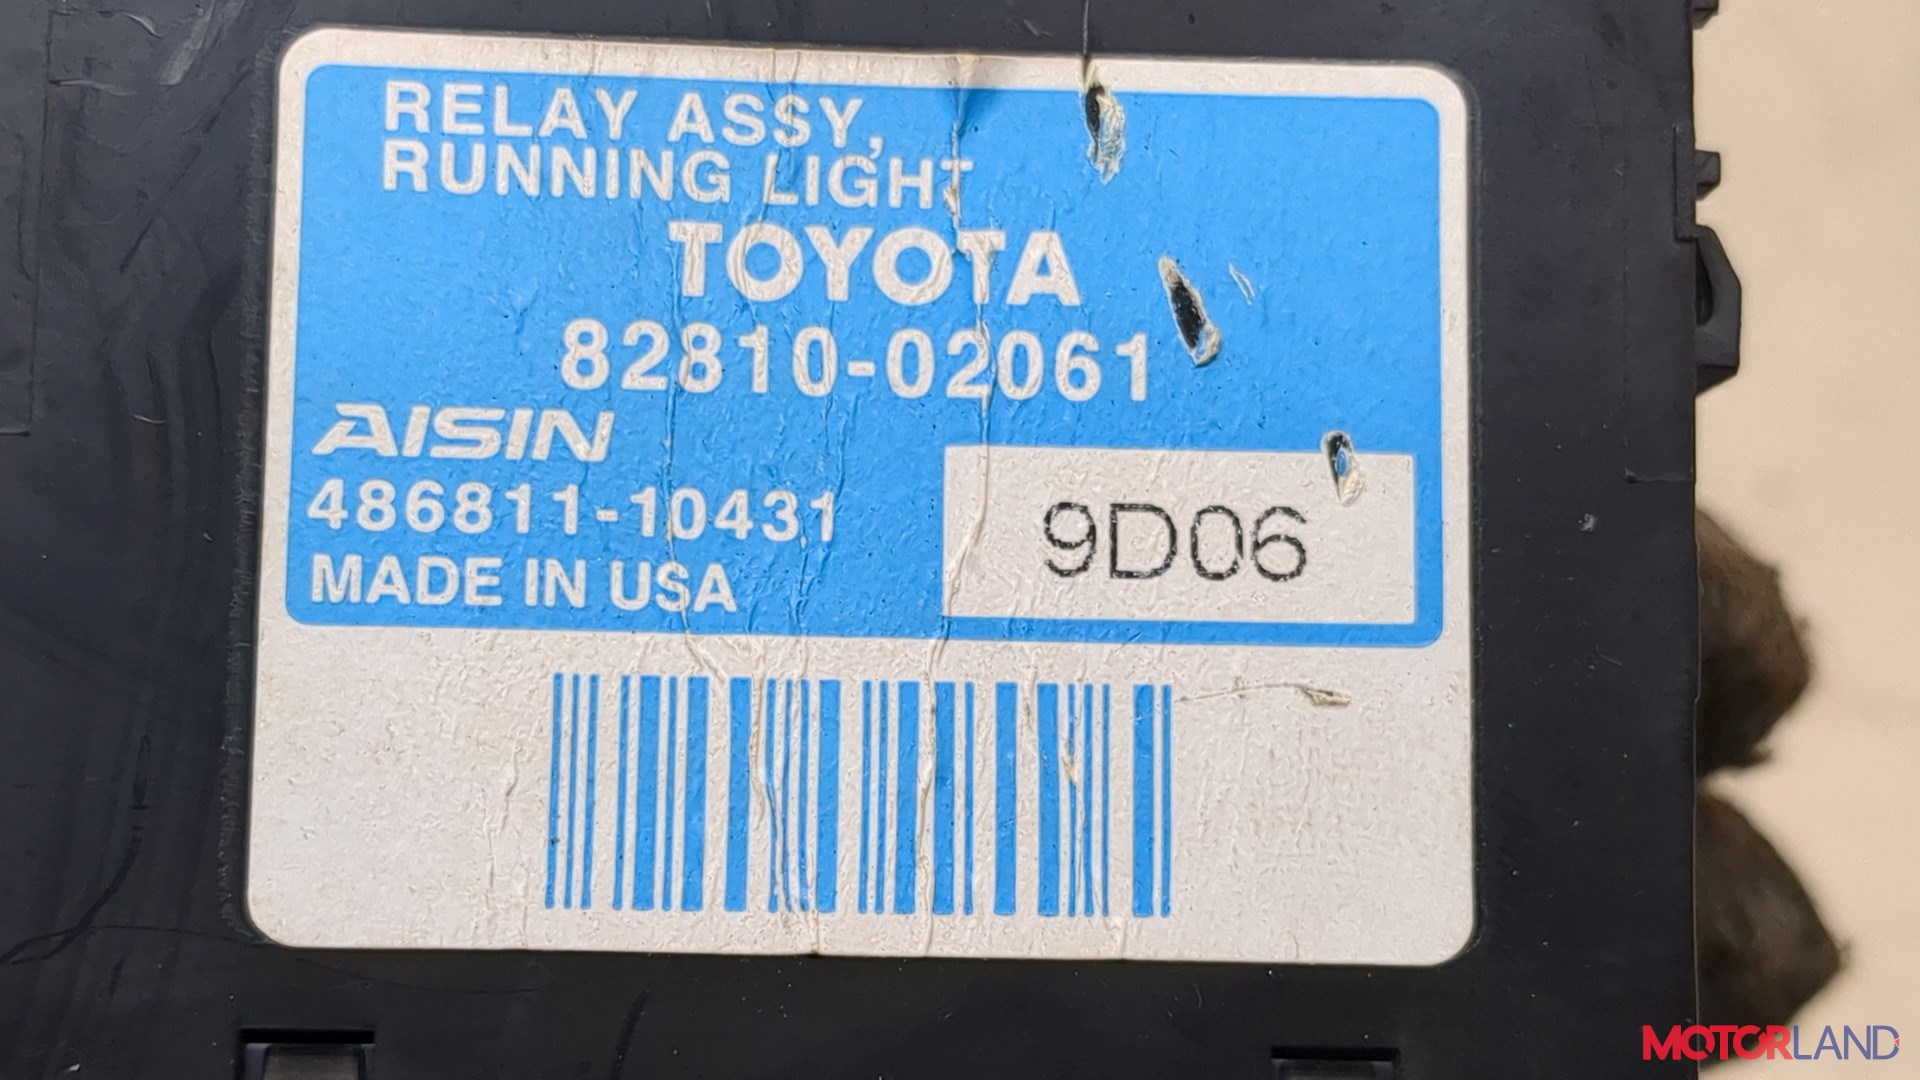 RELAY ASSY,
RUNNING LIGHT
TOYOTA
82810-02061
AISIN
486811-10431
9D06
MADE IN USA
MOTORLAND